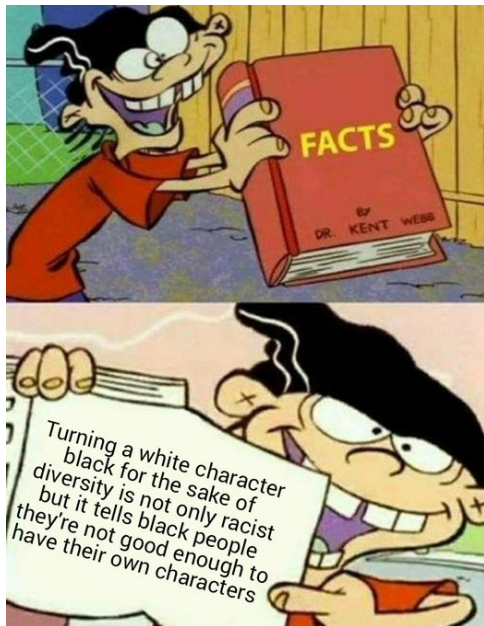 FACTS
BY
DR. KENT WEBB
Turning a white character
black for the sake of
diversity is not only racist
but it tells black people
they're not good enough to
have their own characters